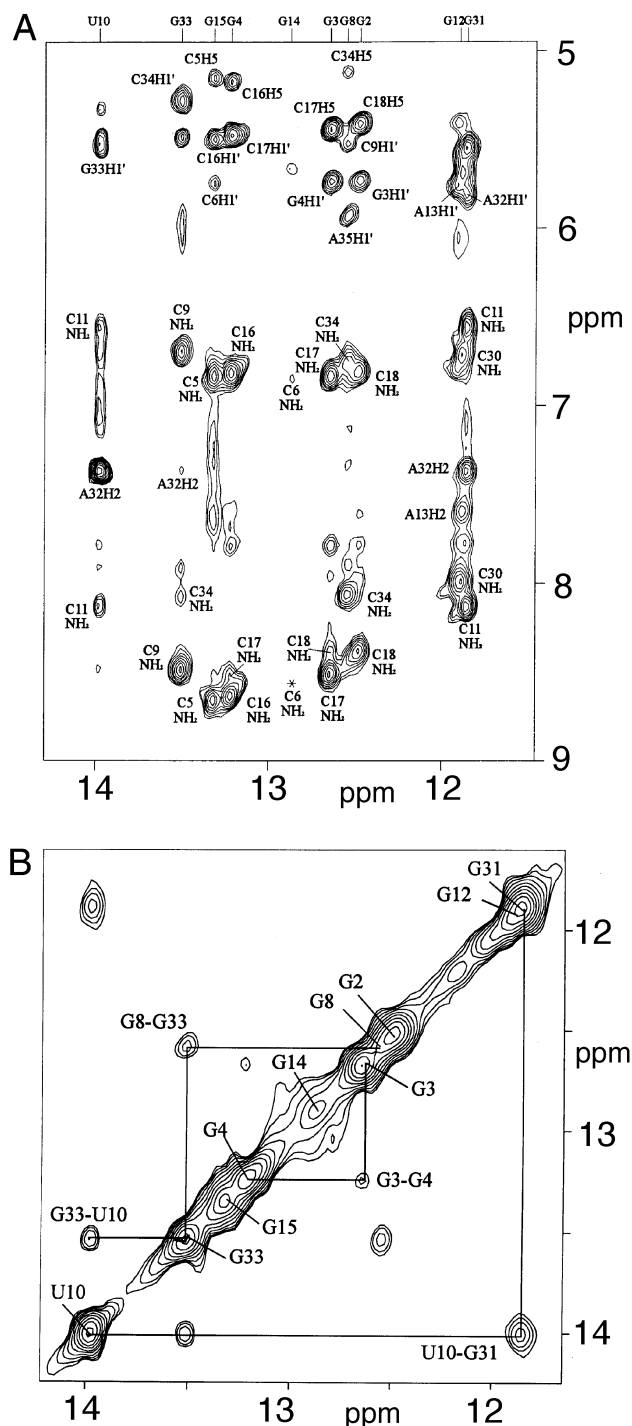 A
U10 G33 G15 G4 G14 G3 G8 G2 G12 G31
5
C5H5
C34H5
C34H1'
C16H5
C17H5
C18H5
C16H1'
C17H1'
C9H1'
G33H1'
C6H1'
G4H1'
G3H1'
A13H1'
A32H1'
A35H1'
6
C11 NH₂
C9 NH₂
C34 NH₂
C11 NH₂
ppm
C16 NH₂
C17 NH₂
C30 NH₂
C5 NH₂
C6 NH₂
C18 NH₂
7
A32H2
A32H2
A32H2
A13H2
C30 NH₂
8
C11 NH₂
C34 NH₂
C34 NH₂
C11 NH₂
C9 NH₂
C17 NH₂
C18 NH₂
C18 NH₂
C5 NH₂
C16 NH₂
*
C6 NH₂
C17 NH₂
9
14 13 ppm 12
B
G31
G12
12
G2
G8
G8-G33
ppm
G14
G3
13
G4
G3-G4
G33-U10
G15
G33
U10
14
U10-G31
14 13 ppm 12